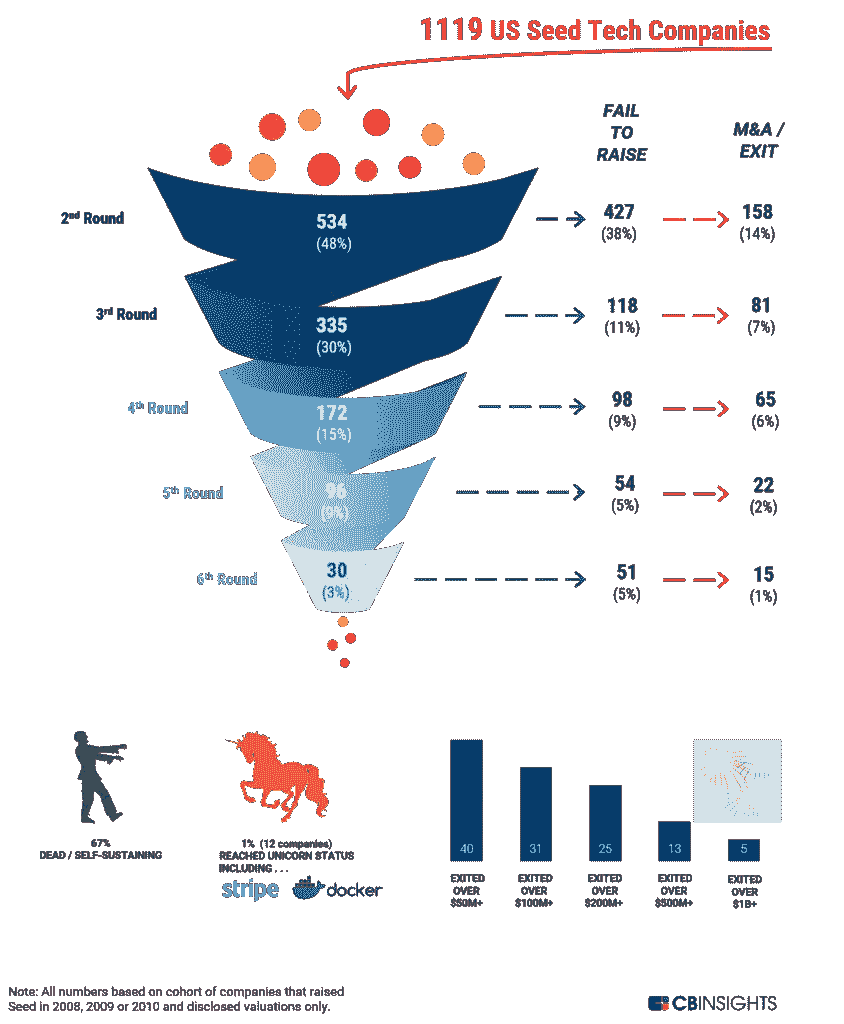 1119 US Seed Tech Companies
FAIL
TO
RAISE
M&A /
EXIT
2nd Round
534
(48%)
427
(38%)
158
(14%)
3rd Round
335
(30%)
118
(11%)
81
(7%)
4th Round
172
(15%)
98
(9%)
65
(6%)
5th Round
96
(9%)
54
(5%)
22
(2%)
6th Round
30
(3%)
51
(5%)
15
(1%)
67%
DEAD / SELF-SUSTAINING
1% (12 companies)
REACHED UNICORN STATUS
INCLUDING . . .
stripe
docker
40
31
25
13
5
EXITED
OVER
$50M+
EXITED
OVER
$100M+
EXITED
OVER
$200M+
EXITED
OVER
$500M+
EXITED
OVER
$1B+
Note: All numbers based on cohort of companies that raised
Seed in 2008, 2009 or 2010 and disclosed valuations only.
CBINSIGHTS